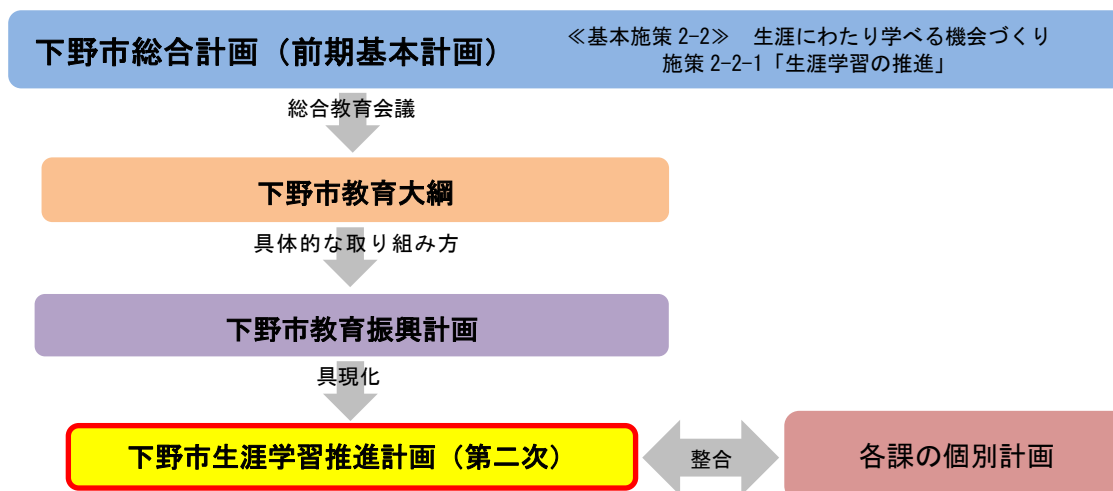 下野市総合計画（前期基本計画）
≪基本施策 2-2≫　生涯にわたり学べる機会づくり
施策 2-2-1「生涯学習の推進」
総合教育会議
下野市教育大綱
具体的な取り組み方
下野市教育振興計画
具現化
下野市生涯学習推進計画（第二次）
整合
各課の個別計画